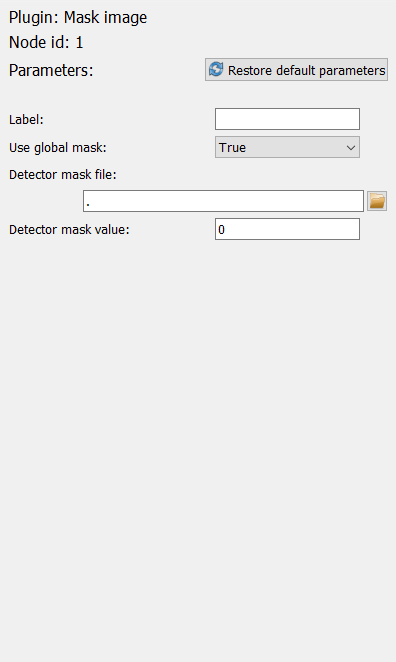 Plugin: Mask image
Node id: 1
Parameters:
Restore default parameters
Label:
Use global mask:
True
Detector mask file:
.
Detector mask value:
0